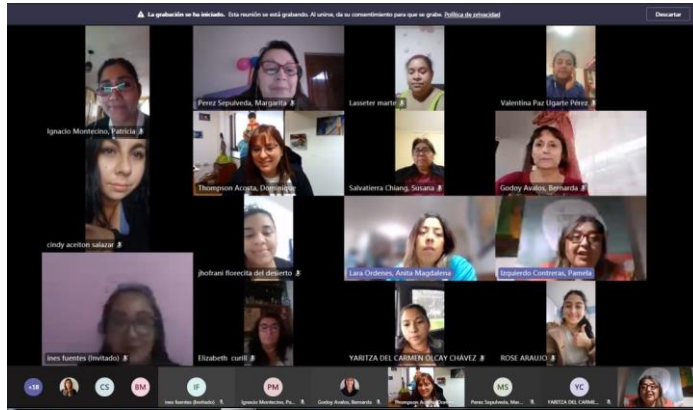 La grabación se ha iniciado. Esta reunión se está grabando. Al unirse, da su consentimiento para que se grabe. Política de privacidad
Descartar
Ignacio Montecino, Patricia
Perez Sepulveda, Margarita
Lasseter marte
Valentina Paz Ugarte Pérez
cindy aceiton salazar
Thompson Acosta, Dominique
Salvatierra Chiang, Susana
Godoy Avalos, Bernarda
jhofrani florecita del desierto
Lara Ordenes, Anita Magdalena
Izquierdo Contreras, Pamela
ines fuentes (Invitado)
Elizabeth curill
YARITZA DEL CARMEN OLCAY CHÁVEZ
ROSE ARAUJO
+18
CS
BM
IF
ines fuentes (Invitado)
PM
Ignacio Montecino, Pa...
Godoy Avalos, Bernarda
Thompson Acosta,
MS
Perez Sepulveda, Mar...
YC
YARITZA DEL CARME...